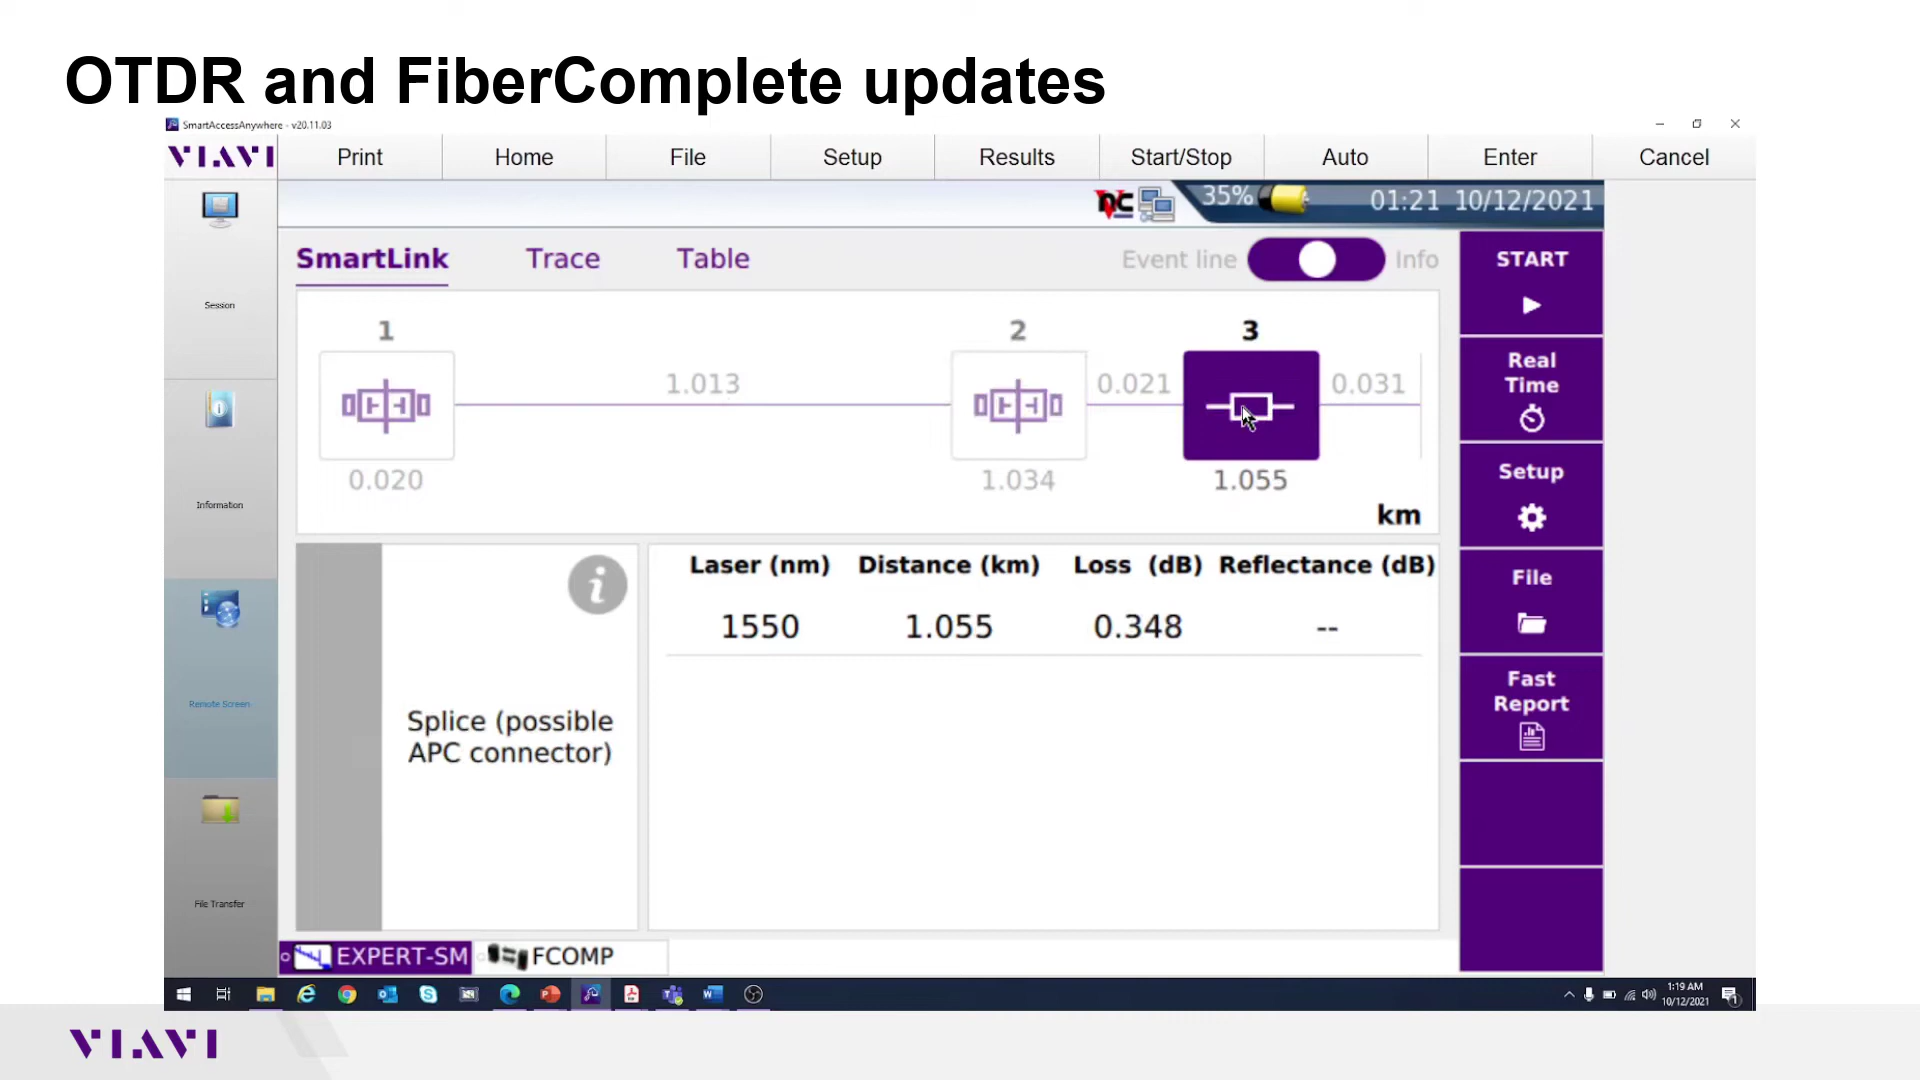 OTDR and FiberComplete updates
SmartAccessAnywhere - v20.11.03
VIAVI
Print
Home
File
Setup
Results
Start/Stop
Auto
Enter
Cancel
35%
01:21 10/12/2021
Session
Information
Remote Screen
File Transfer
SmartLink
Trace
Table
Event line
Info
1
2
3
1.013
0.021
0.031
0.020
1.034
1.055
km
Splice (possible
APC connector)
Laser (nm) Distance (km) Loss (dB) Reflectance (dB)
1550 1.055 0.348 --
START
Real
Time
Setup
File
Fast
Report
EXPERT-SM
FCOMP
1:19 AM
10/12/2021
VIAVI